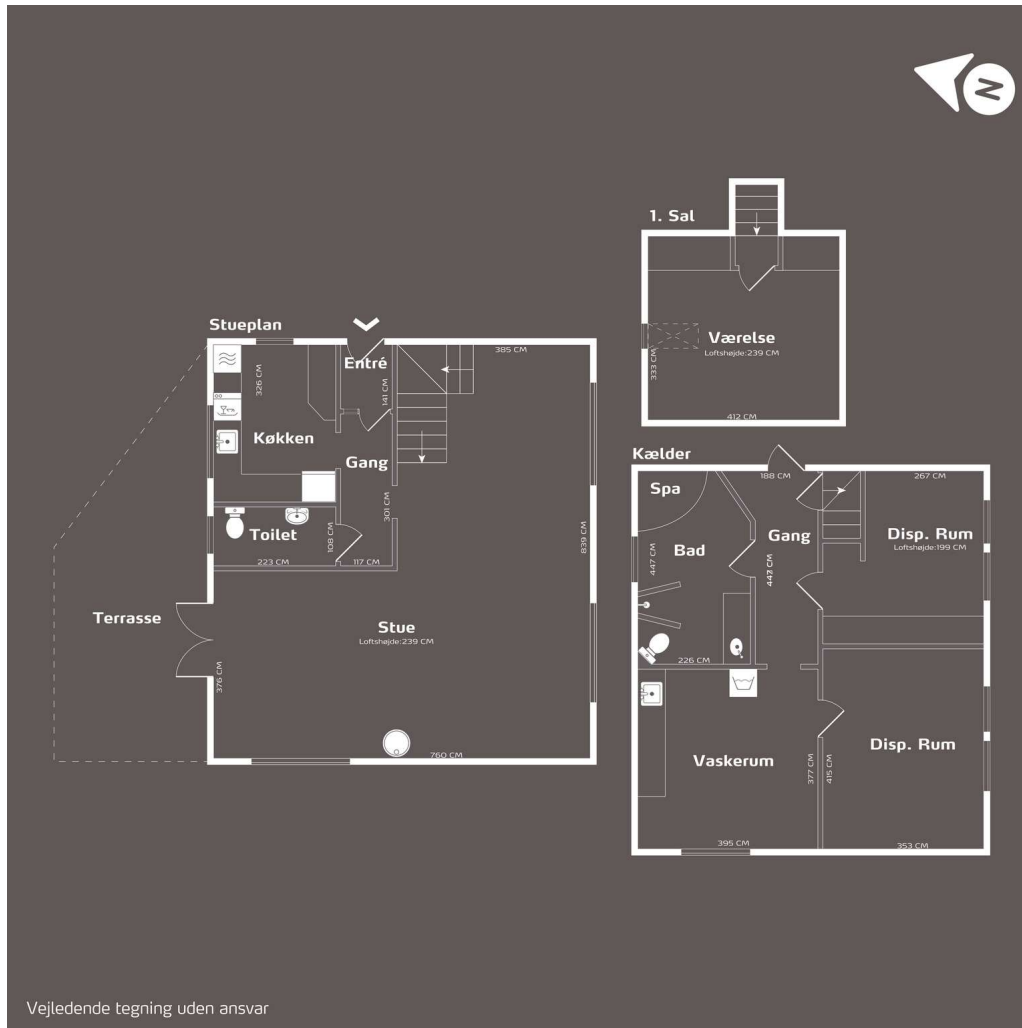 N
1. Sal
Værelse
Loftshøjde:239 CM
333 CM
412 CM
Stueplan
Entré
385 CM
326 CM
141 CM
Køkken
Gang
301 CM
Toilet
108 CM
223 CM
117 CM
839 CM
Terrasse
Stue
Loftshøjde:239 CM
376 CM
760 CM
Kælder
188 CM
267 CM
Spa
Gang
Disp. Rum
Loftshøjde:199 CM
Bad
447 CM
226 CM
Vaskerum
Disp. Rum
377 CM
415 CM
395 CM
353 CM
Vejledende tegning uden ansvar